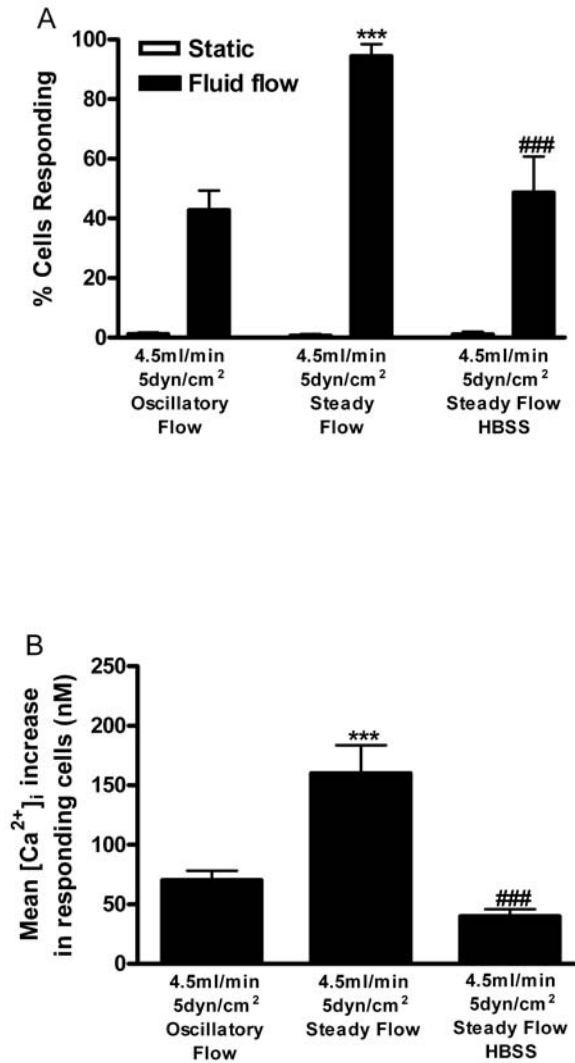 A
100
80
60
40
20
0
% Cells Responding
Static
Fluid flow
***
###
4.5ml/min 4.5ml/min 4.5ml/min
5dyn/cm² 5dyn/cm² 5dyn/cm²
Oscillatory Steady Steady Flow
Flow Flow HBSS
B
250
200
150
100
50
0
Mean [Ca²⁺]ᵢ increase
in responding cells (nM)
***
###
4.5ml/min 4.5ml/min 4.5ml/min
5dyn/cm² 5dyn/cm² 5dyn/cm²
Oscillatory Steady Flow Steady Flow
Flow HBSS